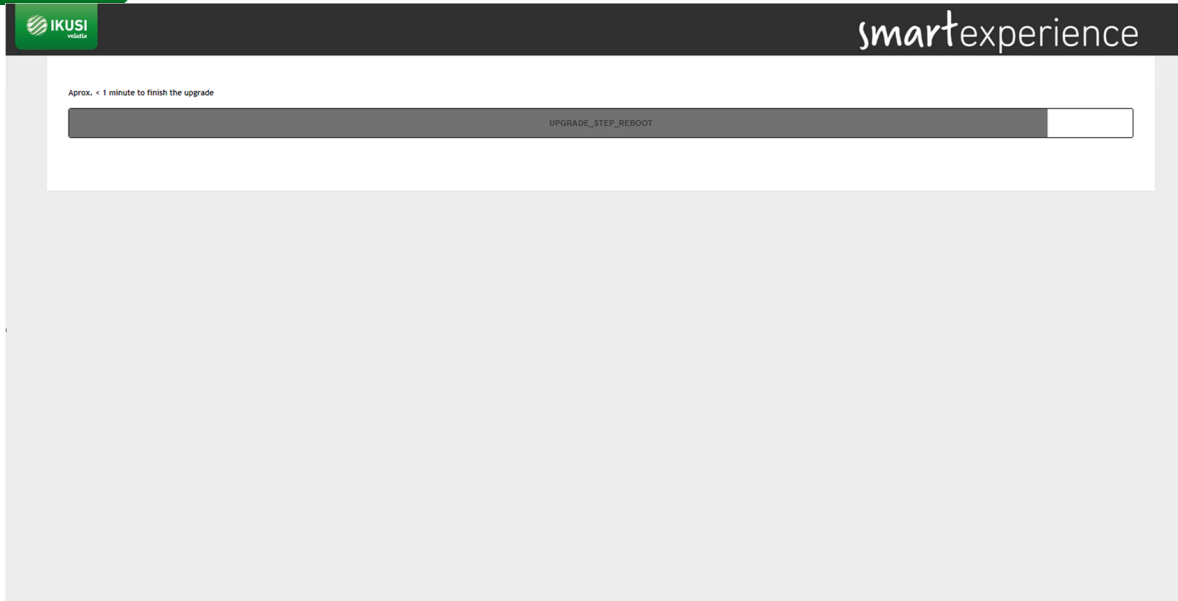 IKUSI
velatia
smartexperience
Aprox. < 1 minute to finish the upgrade
UPGRADE_STEP_REBOOT